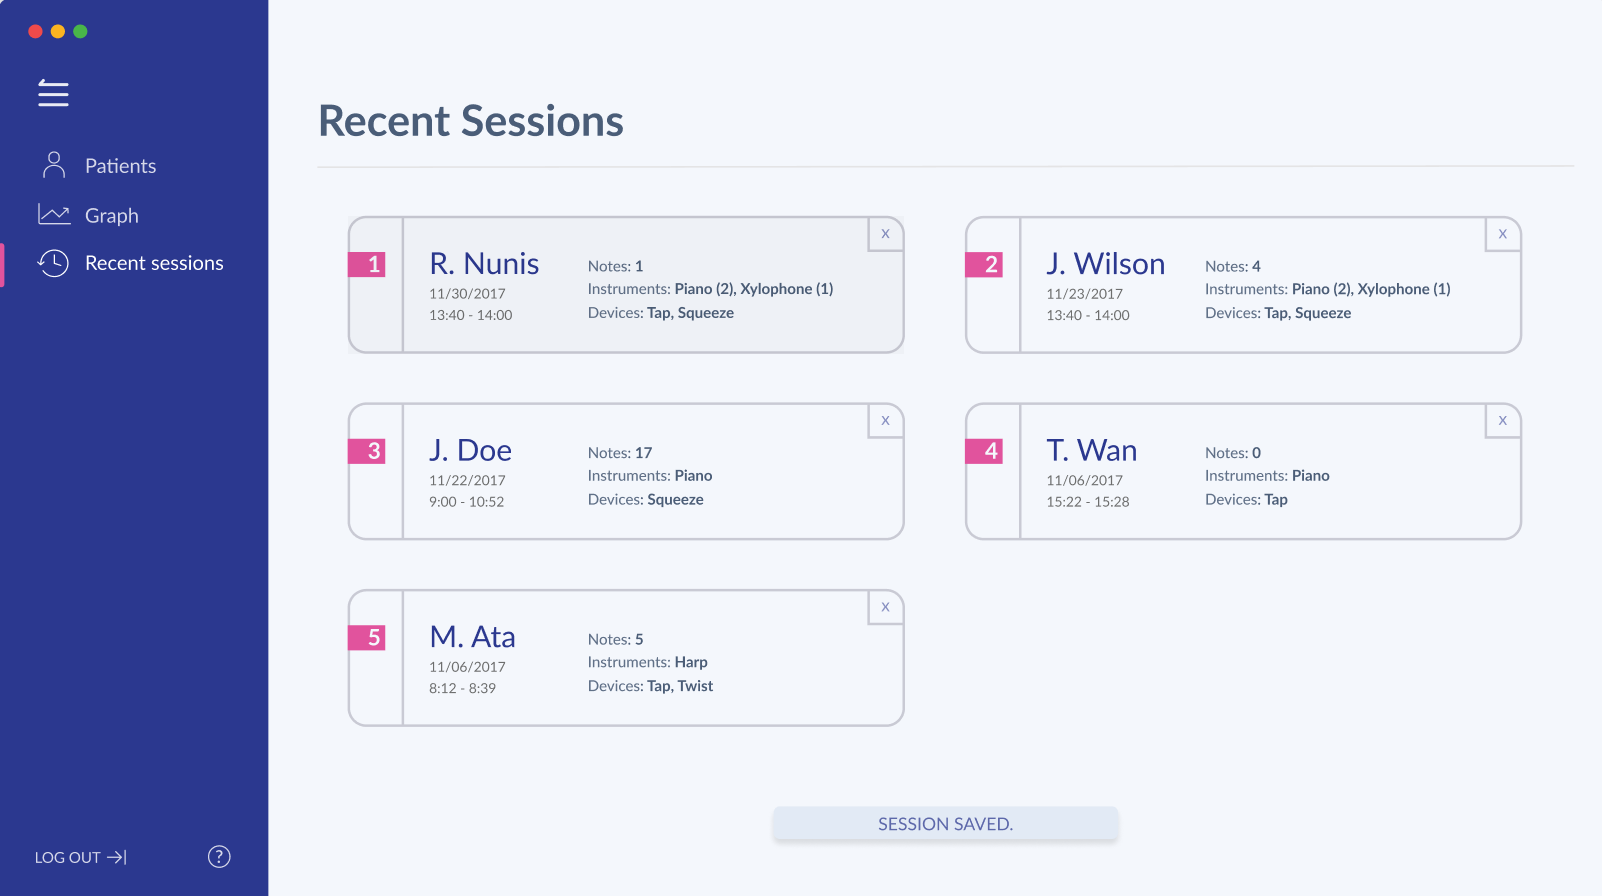 Patients
Graph
Recent sessions
LOG OUT
?
Recent Sessions
1
R. Nunis
11/30/2017
13:40 - 14:00
Notes: 1
Instruments: Piano (2), Xylophone (1)
Devices: Tap, Squeeze
X
2
J. Wilson
11/23/2017
13:40 - 14:00
Notes: 4
Instruments: Piano (2), Xylophone (1)
Devices: Tap, Squeeze
X
3
J. Doe
11/22/2017
9:00 - 10:52
Notes: 17
Instruments: Piano
Devices: Squeeze
X
4
T. Wan
11/06/2017
15:22 - 15:28
Notes: 0
Instruments: Piano
Devices: Tap
X
5
M. Ata
11/06/2017
8:12 - 8:39
Notes: 5
Instruments: Harp
Devices: Tap, Twist
X
SESSION SAVED.